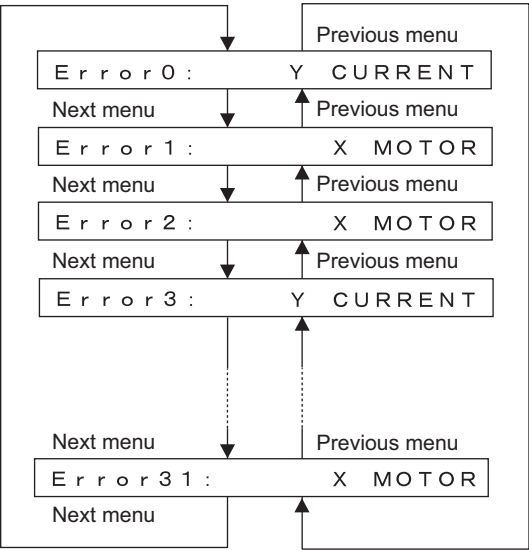 Previous menu
Error0: Y CURRENT
Next menu Previous menu
Error1: X MOTOR
Next menu Previous menu
Error2: X MOTOR
Next menu Previous menu
Error3: Y CURRENT
Next menu Previous menu
Error31: X MOTOR
Next menu